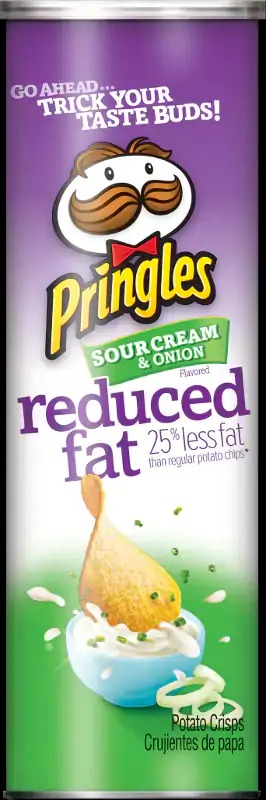 GO AHEAD...
TRICK YOUR
TASTE BUDS!
Pringles
SOUR CREAM
& ONION
Flavored
reduced
fat
25% less fat
than regular potato chips*
Potato Crisps
Crujientes de papa